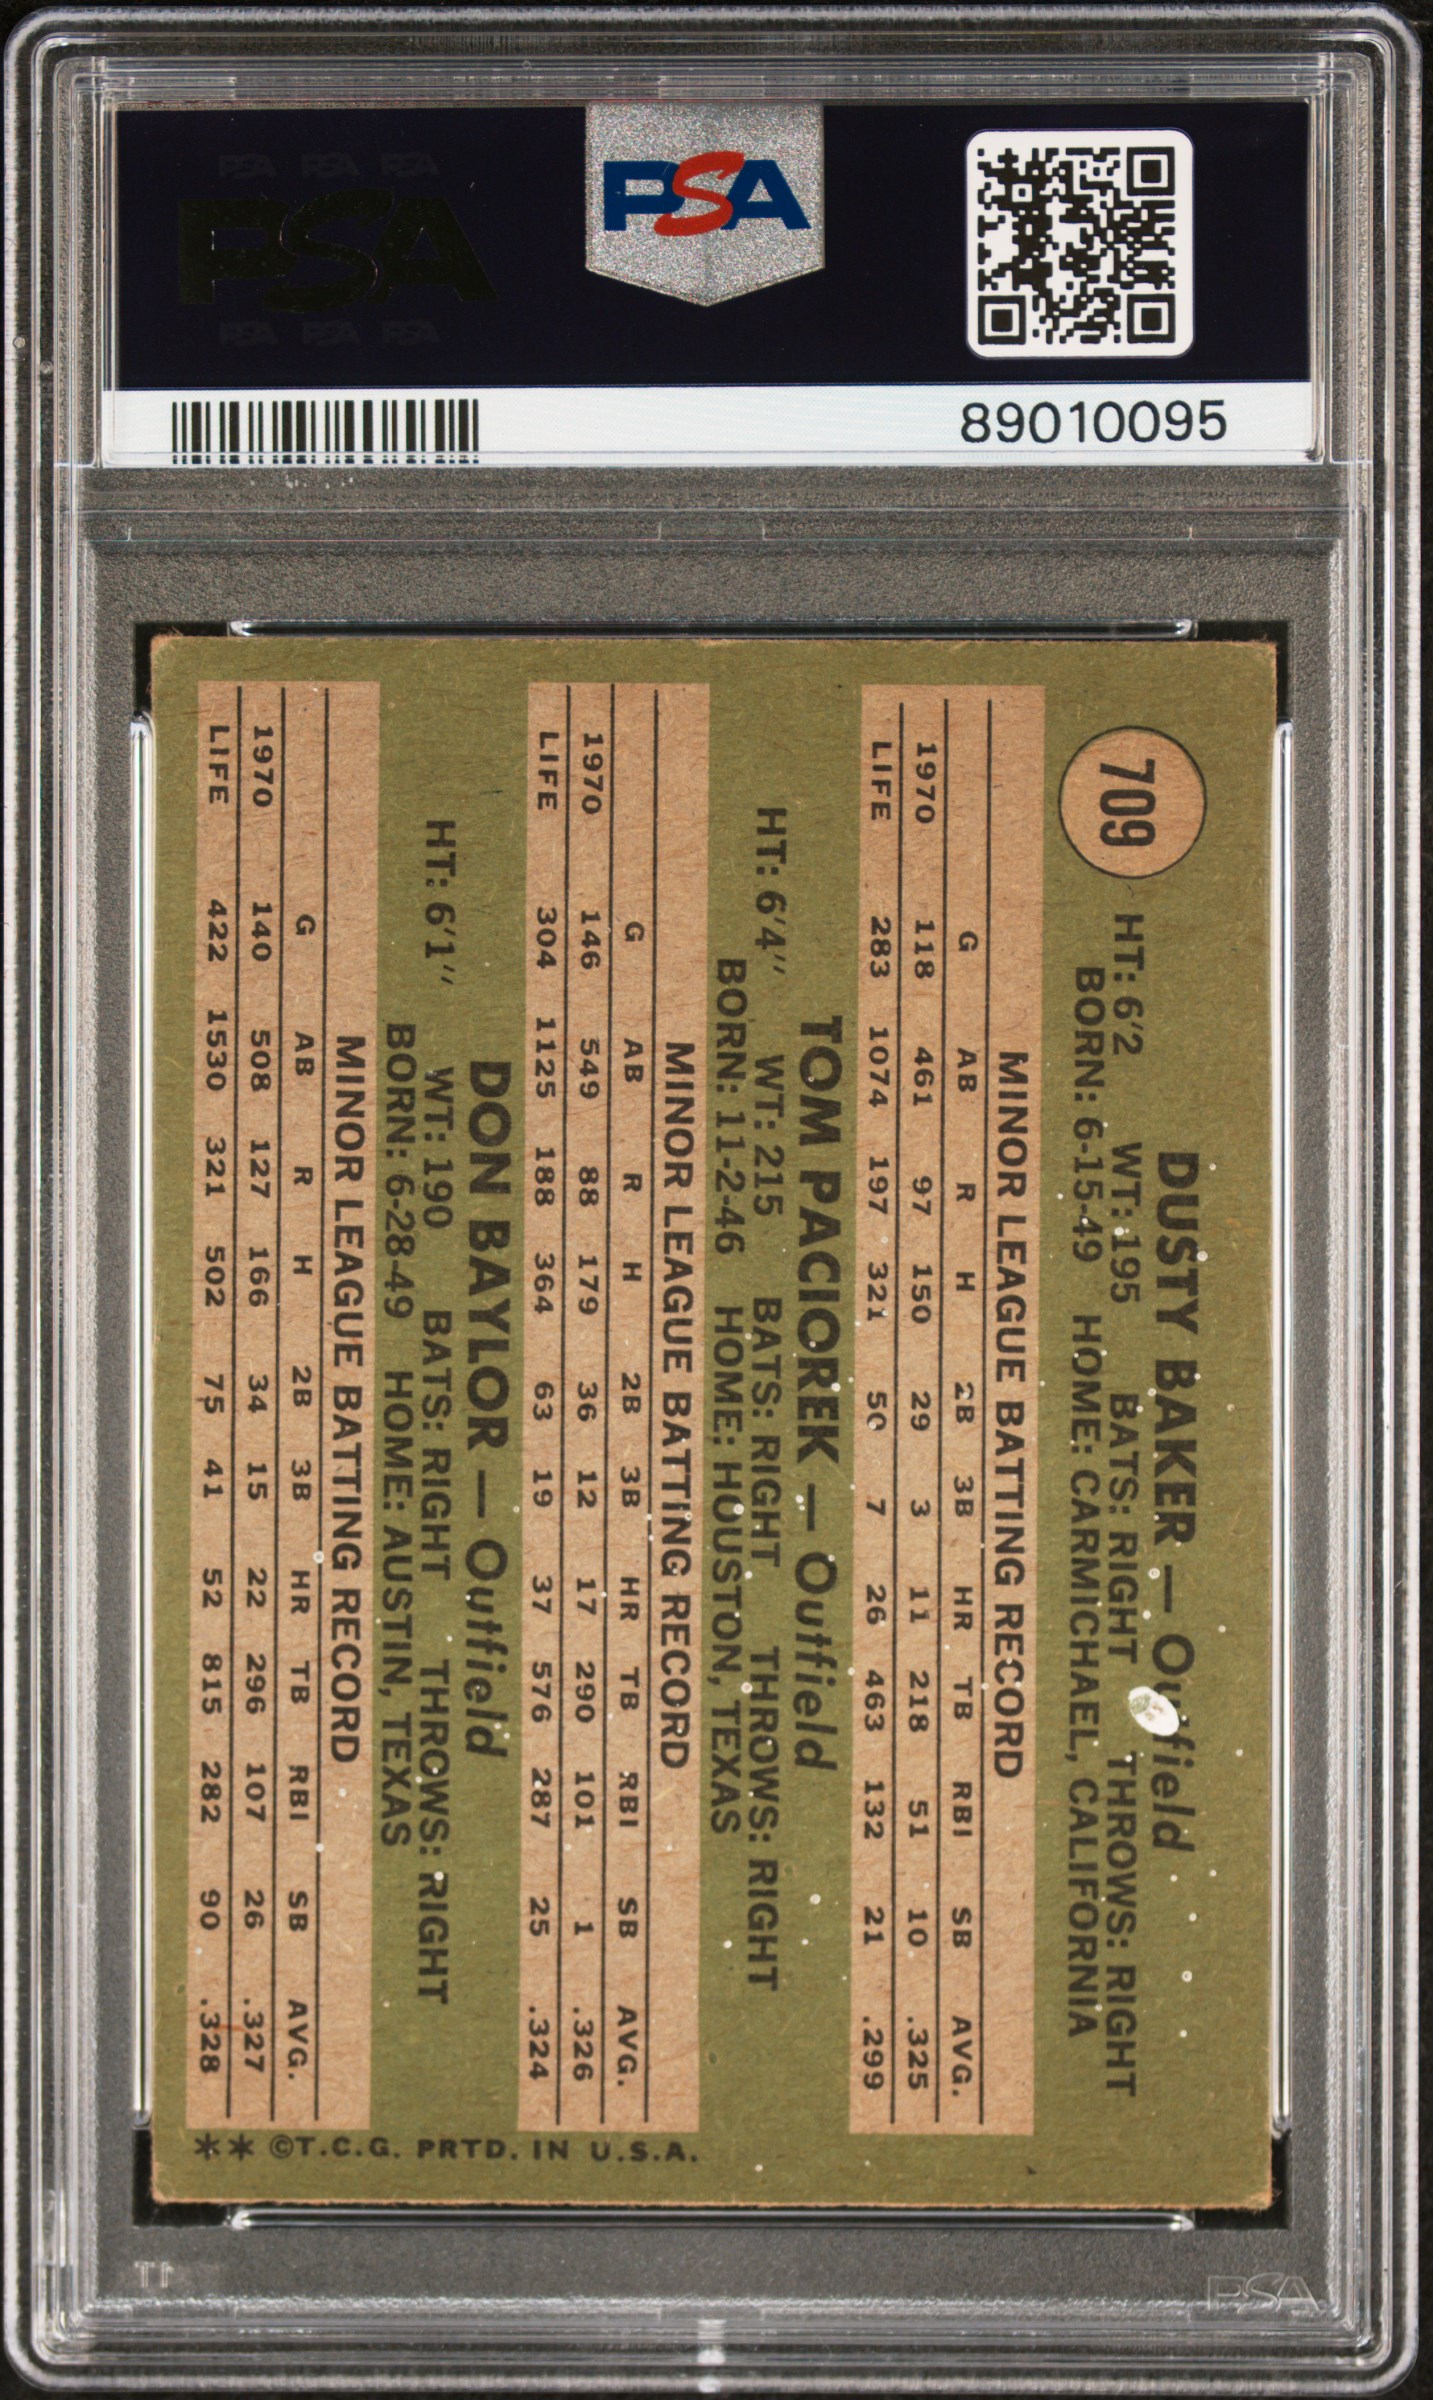 PSA PSA PSA
PSA
PSA PSA PSA
PSA
89010095
709
DUSTY BAKER — Outfield
HT: 6'2 WT: 195 BATS: RIGHT THROWS: RIGHT
BORN: 6-15-49 HOME: CARMICHAEL, CALIFORNIA
MINOR LEAGUE BATTING RECORD
G AB R H 2B 3B HR TB RBI SB AVG.
1970 118 461 97 150 29 3 11 218 51 10 .325
LIFE 283 1074 197 321 50 7 26 463 132 21 .299
TOM PACIOREK — Outfield
HT: 6'4" WT: 215 BATS: RIGHT THROWS: RIGHT
BORN: 11-2-46 HOME: HOUSTON, TEXAS
MINOR LEAGUE BATTING RECORD
G AB R H 2B 3B HR TB RBI SB AVG.
1970 146 549 88 179 36 12 17 290 101 1 .326
LIFE 304 1125 188 364 63 19 37 576 287 25 .324
DON BAYLOR — Outfield
HT: 6'1" WT: 190 BATS: RIGHT THROWS: RIGHT
BORN: 6-28-49 HOME: AUSTIN, TEXAS
MINOR LEAGUE BATTING RECORD
G AB R H 2B 3B HR TB RBI SB AVG.
1970 140 508 127 166 34 15 22 296 107 26 .327
LIFE 422 1530 321 502 75 41 52 815 282 90 .328
** ©T.C.G. PRTD. IN U.S.A.
PSA